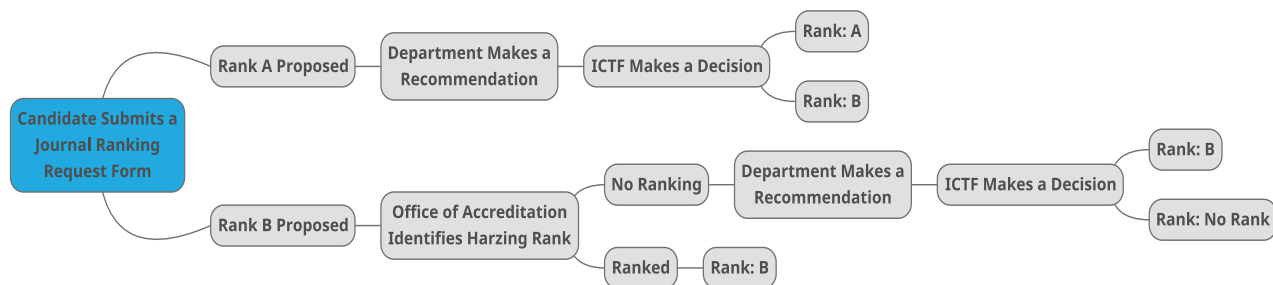 Candidate Submits a
Journal Ranking
Request Form
Rank A Proposed
Department Makes a
Recommendation
ICTF Makes a Decision
Rank: A
Rank: B
Rank B Proposed
Office of Accreditation
Identifies Harzing Rank
No Ranking
Department Makes a
Recommendation
ICTF Makes a Decision
Rank: B
Rank: No Rank
Ranked
Rank: B